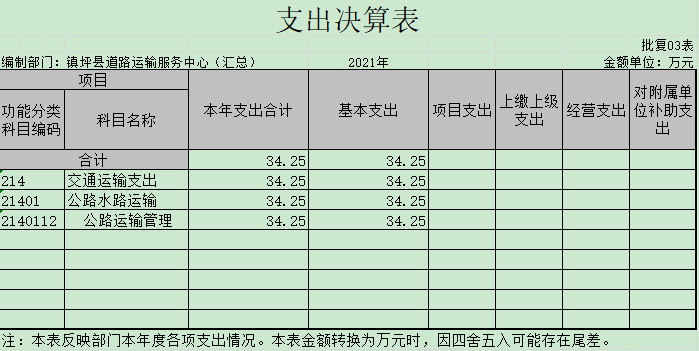 支出决算表
批复03表
编制部门：镇坪县道路运输服务中心（汇总） 2021年 金额单位：万元
项目 本年支出合计 基本支出 项目支出 上缴上级支出 经营支出 对附属单位补助支出
功能分类科目编码 科目名称
合计 34.25 34.25
214 交通运输支出 34.25 34.25
21401 公路水路运输 34.25 34.25
2140112 公路运输管理 34.25 34.25
注：本表反映部门本年度各项支出情况。本表金额转换为万元时，因四舍五入可能存在尾差。